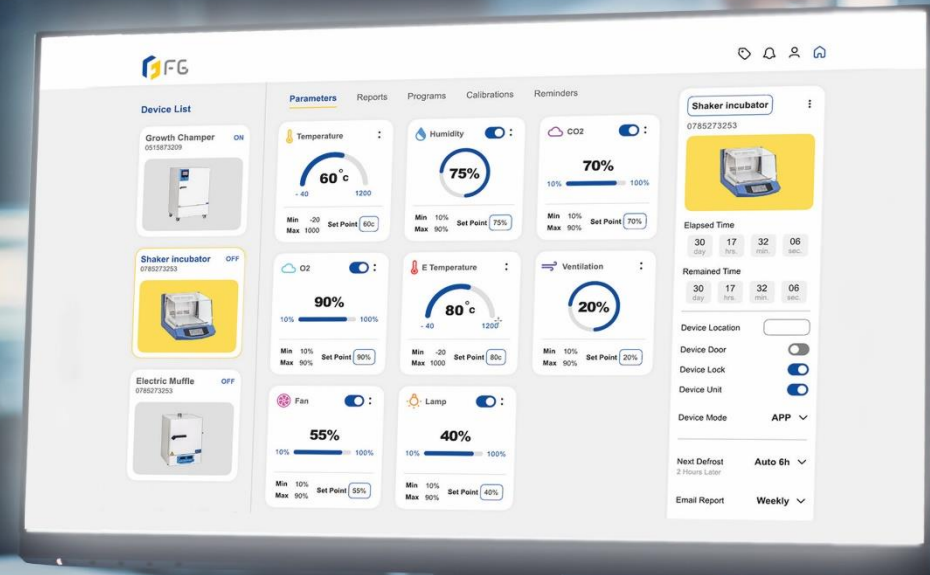 FG
Device List
Parameters Reports Programs Calibrations Reminders
Growth Champer ON
0515873209
Shaker incubator OFF
0785273253
Electric Muffle OFF
0785273253
Temperature
60°c
- 40 1200
Min -20
Max 1000
Set Point 60c
Humidity
75%
Min 10%
Max 90%
Set Point 75%
CO2
70%
10% 100%
Min 10%
Max 90%
Set Point 70%
O2
90%
10% 100%
Min 10%
Max 90%
Set Point 90%
E Temperature
80°c
- 40 1200
Min -20
Max 1000
Set Point 80c
Ventilation
20%
Min 10%
Max 90%
Set Point 20%
Fan
55%
10% 100%
Min 10%
Max 90%
Set Point 55%
Lamp
40%
10% 100%
Min 10%
Max 90%
Set Point 40%
Shaker incubator
0785273253
Elapsed Time
30 17 32 06
day hrs. min. sec.
Remained Time
30 17 32 06
day hrs. min. sec.
Device Location
Device Door
Device Lock
Device Unit
Device Mode APP
Next Defrost Auto 6h
2 Hours Later
Email Report Weekly